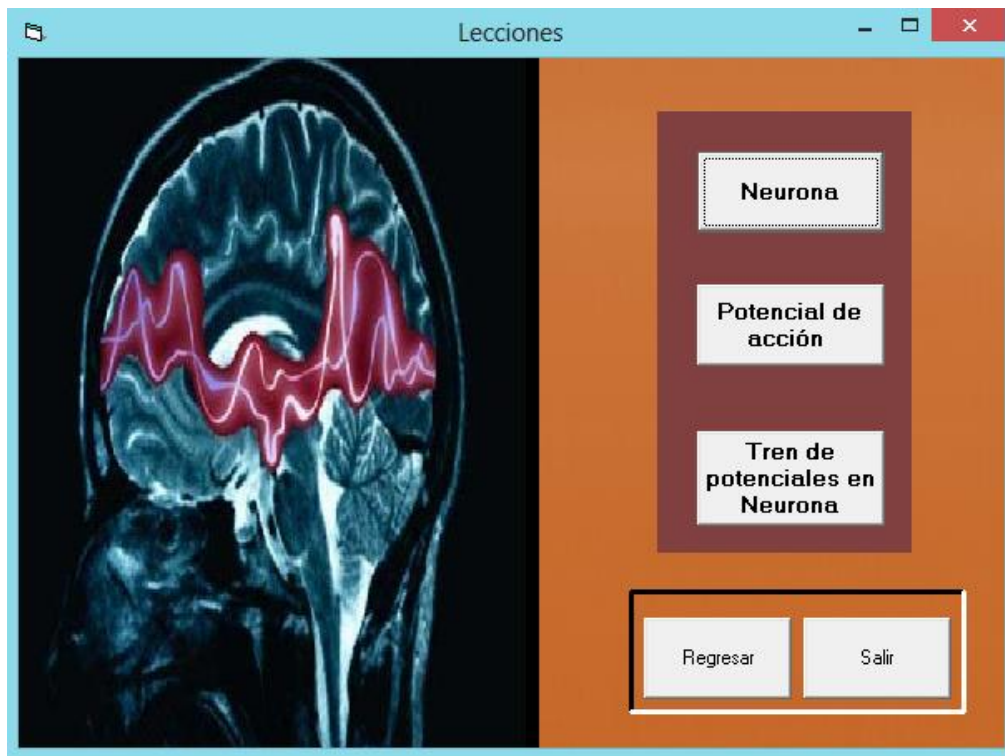 Lecciones
Neurona
Potencial de
acción
Tren de
potenciales en
Neurona
Regresar
Salir